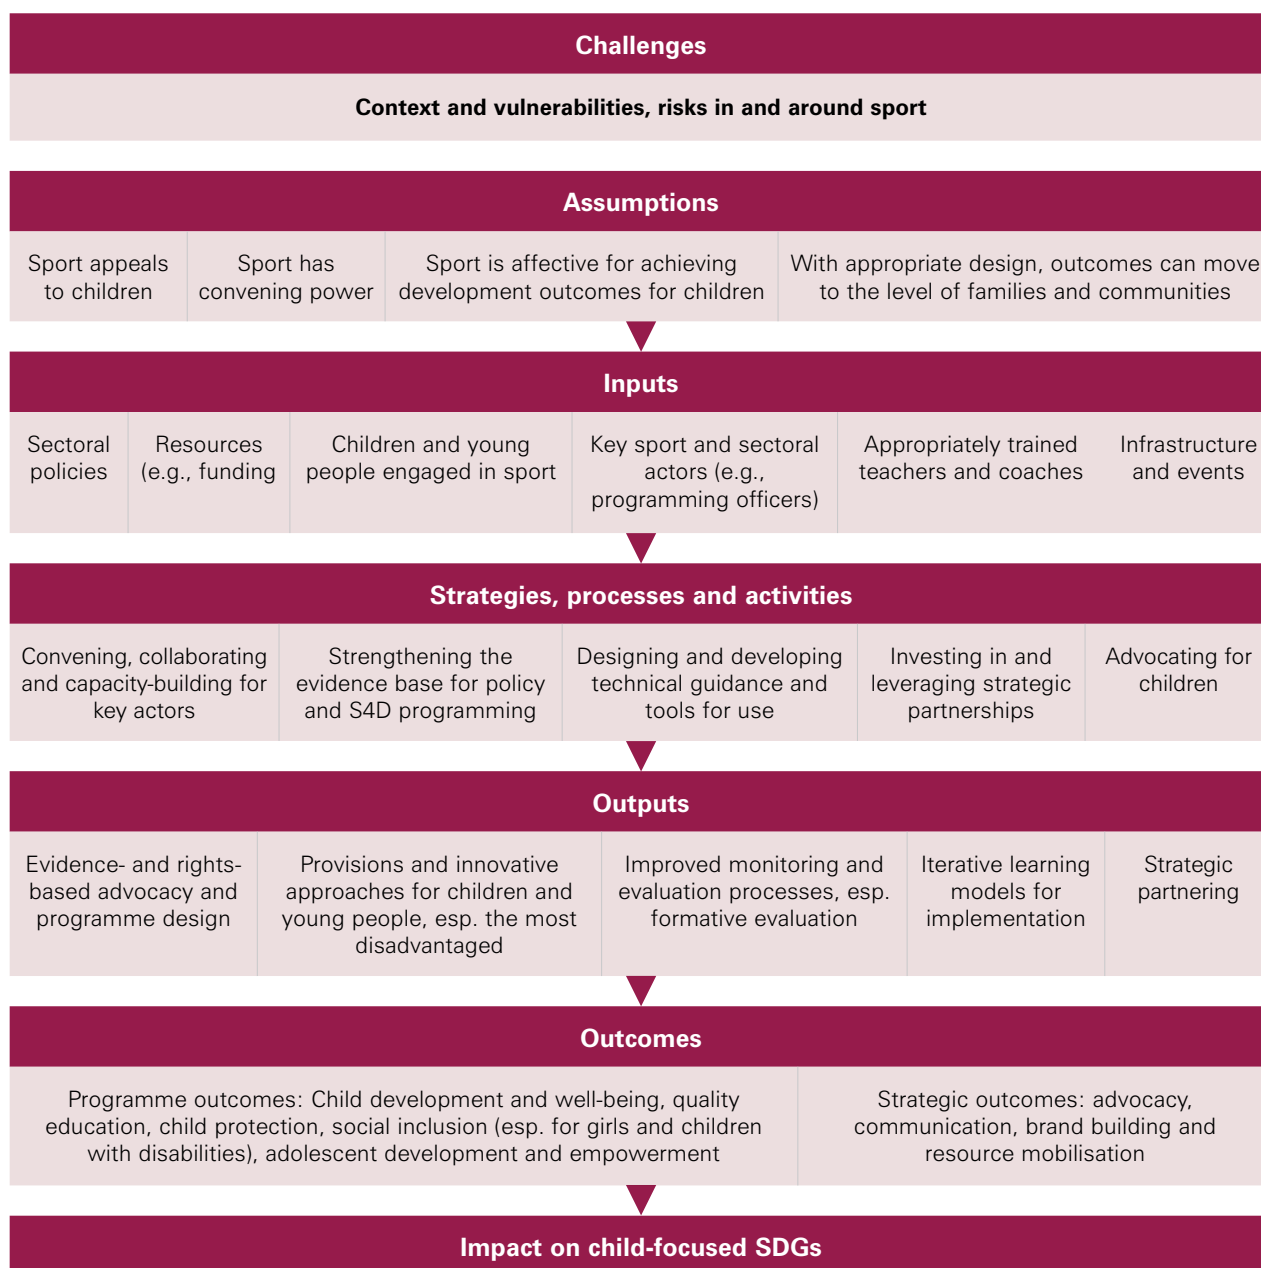 Challenges
Context and vulnerabilities, risks in and around sport
Assumptions
Sport appeals
to children
Sport has
convening power
Sport is affective for achieving
development outcomes for children
With appropriate design, outcomes can move
to the level of families and communities
Inputs
Sectoral
policies
Resources
(e.g., funding
Children and young
people engaged in sport
Key sport and sectoral
actors (e.g.,
programming officers)
Appropriately trained
teachers and coaches
Infrastructure
and events
Strategies, processes and activities
Convening, collaborating
and capacity-building for
key actors
Strengthening the
evidence base for policy
and S4D programming
Designing and developing
technical guidance and
tools for use
Investing in and
leveraging strategic
partnerships
Advocating for
children
Outputs
Evidence- and rights-
based advocacy and
programme design
Provisions and innovative
approaches for children and
young people, esp. the most
disadvantaged
Improved monitoring and
evaluation processes, esp.
formative evaluation
Iterative learning
models for
implementation
Strategic
partnering
Outcomes
Programme outcomes: Child development and well-being, quality
education, child protection, social inclusion (esp. for girls and children
with disabilities), adolescent development and empowerment
Strategic outcomes: advocacy,
communication, brand building and
resource mobilisation
Impact on child-focused SDGs